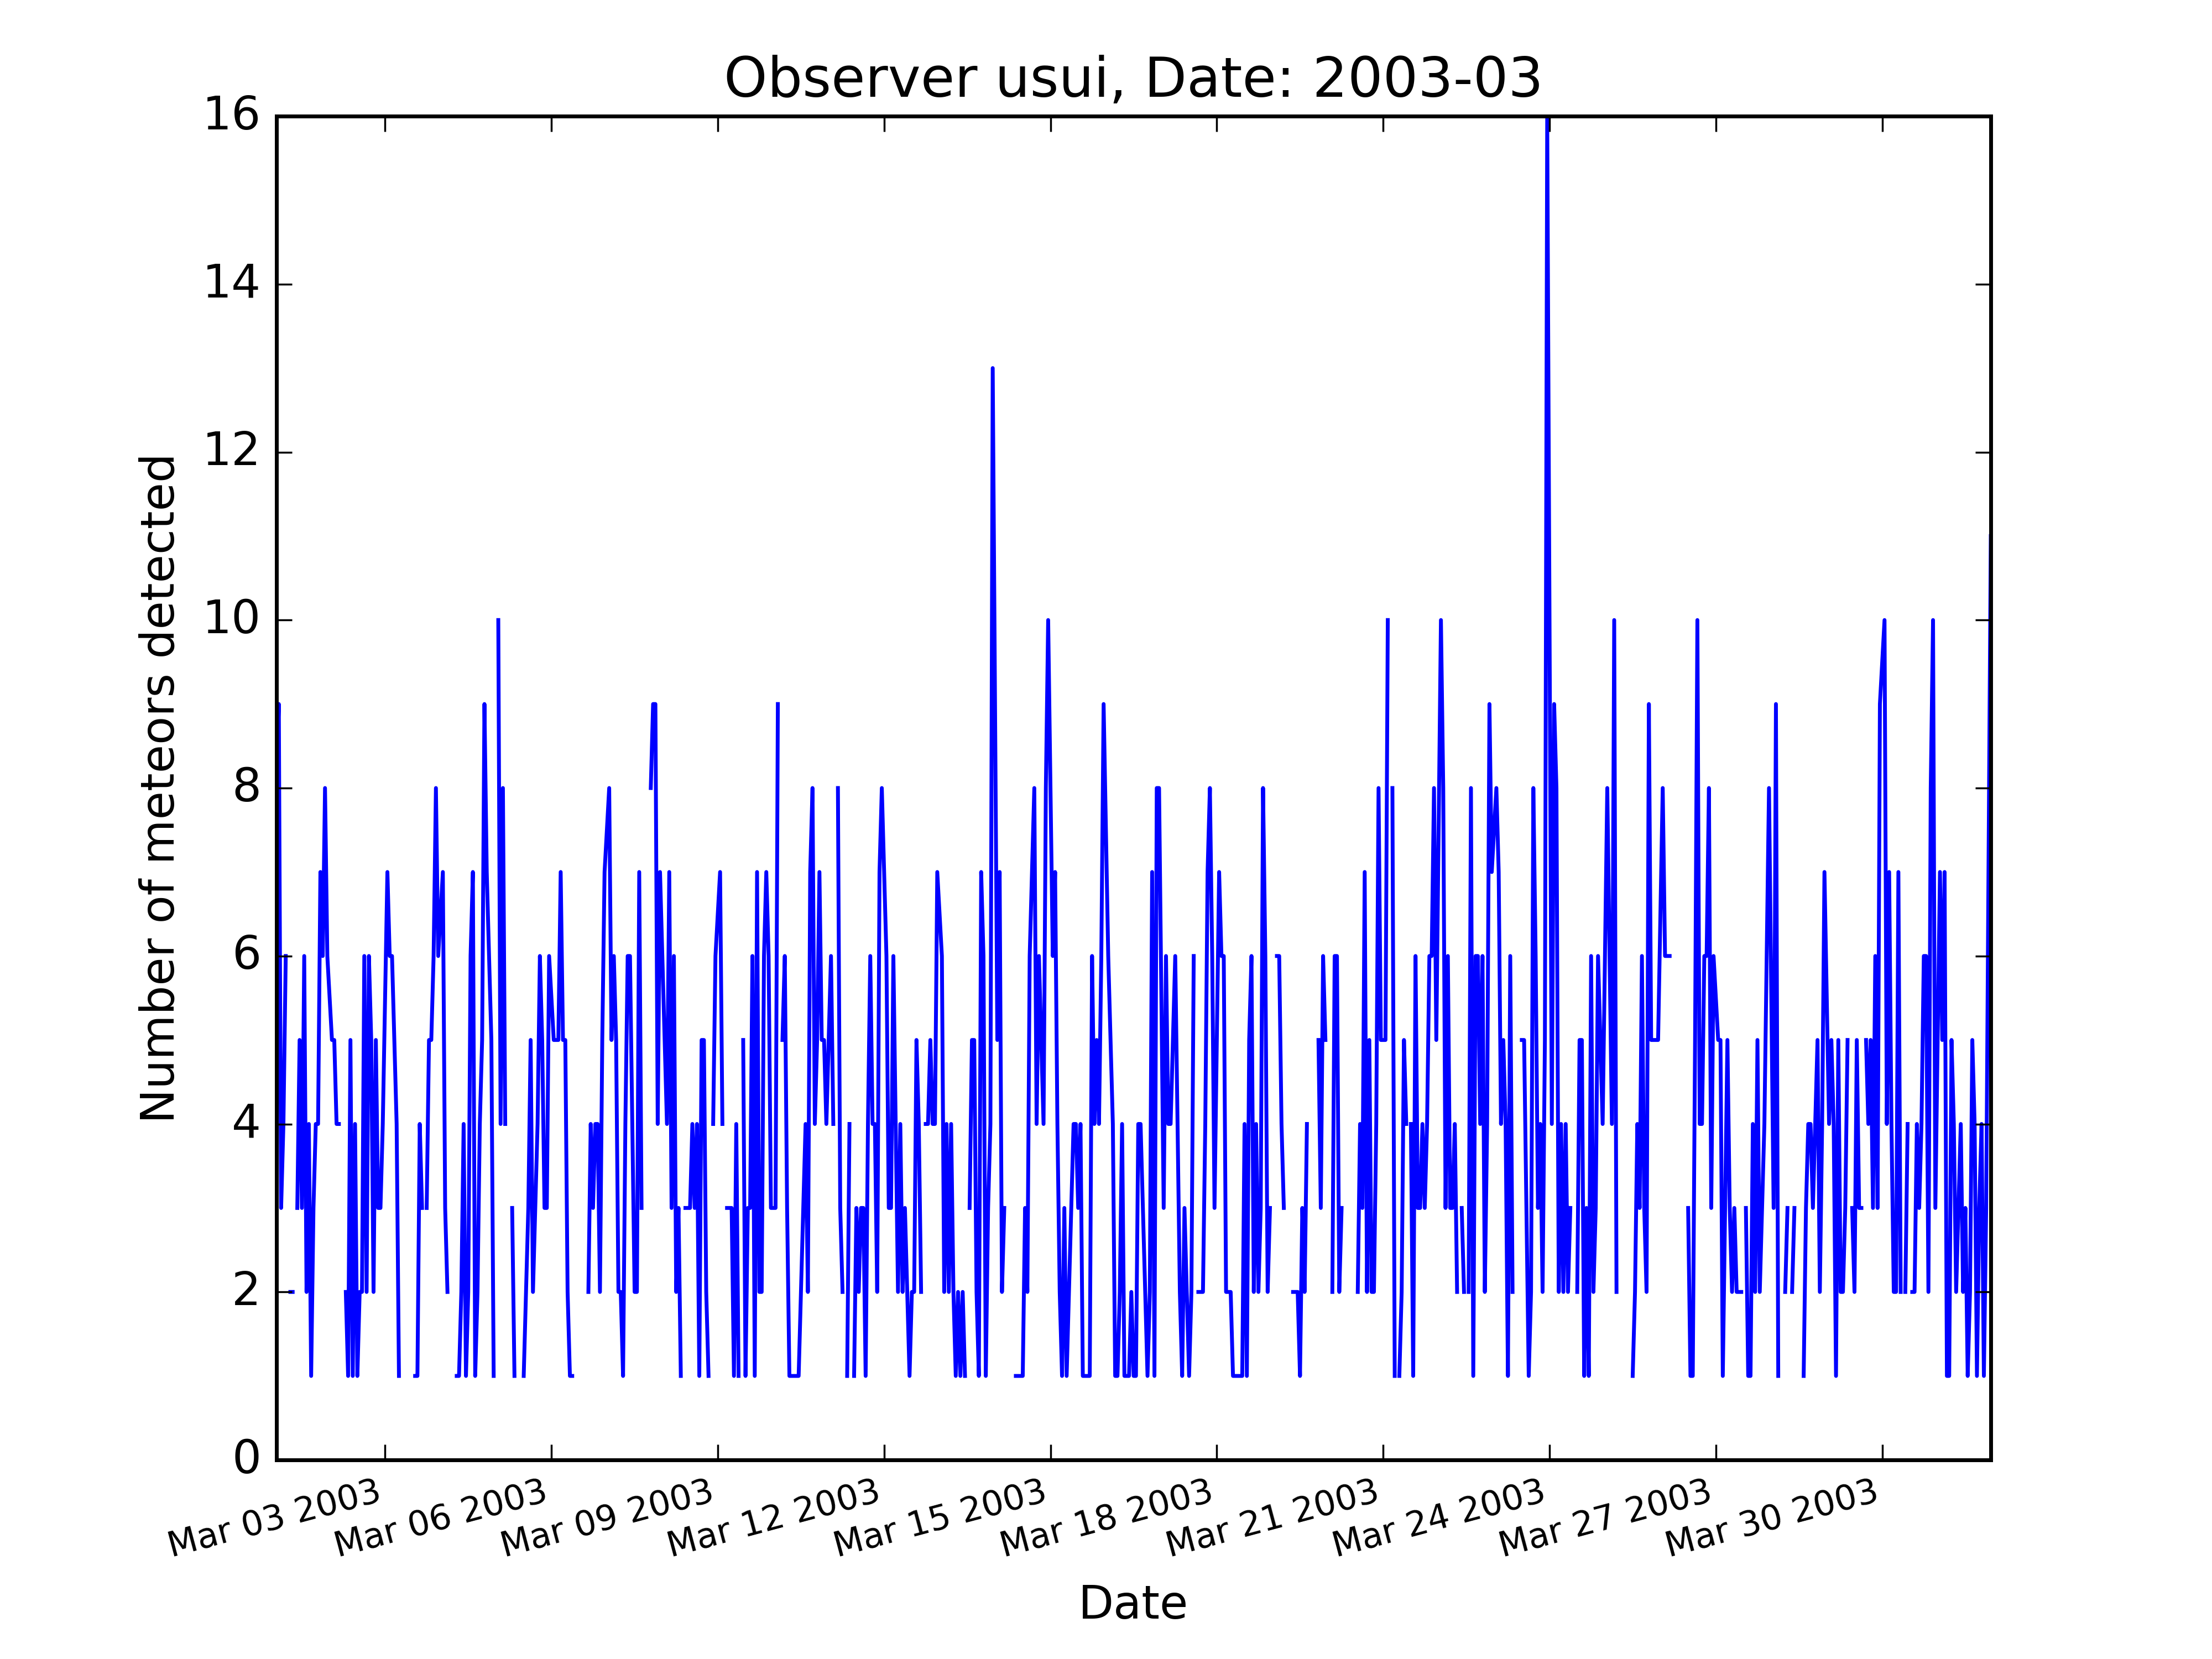 Observer usui, Date: 2003-03
16
14
12
10
8
6
4
2
0
Number of meteors detected
Mar 03 2003
Mar 06 2003
Mar 09 2003
Mar 12 2003
Mar 15 2003
Mar 18 2003
Mar 21 2003
Mar 24 2003
Mar 27 2003
Mar 30 2003
Date